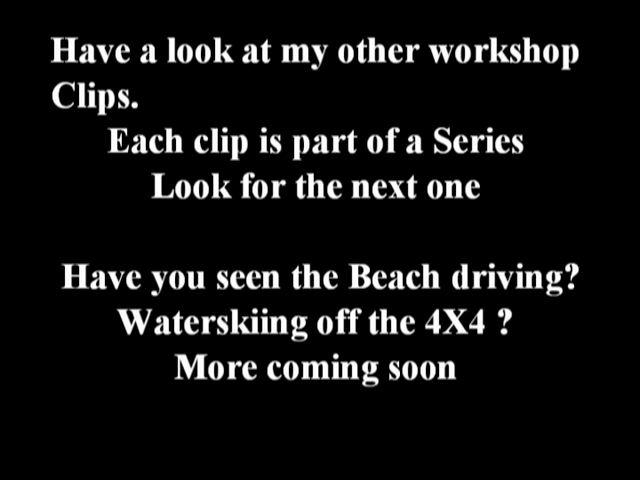 Have a look at my other workshop
Clips.
Each clip is part of a Series
Look for the next one
Have you seen the Beach driving?
Waterskiing off the 4X4 ?
More coming soon